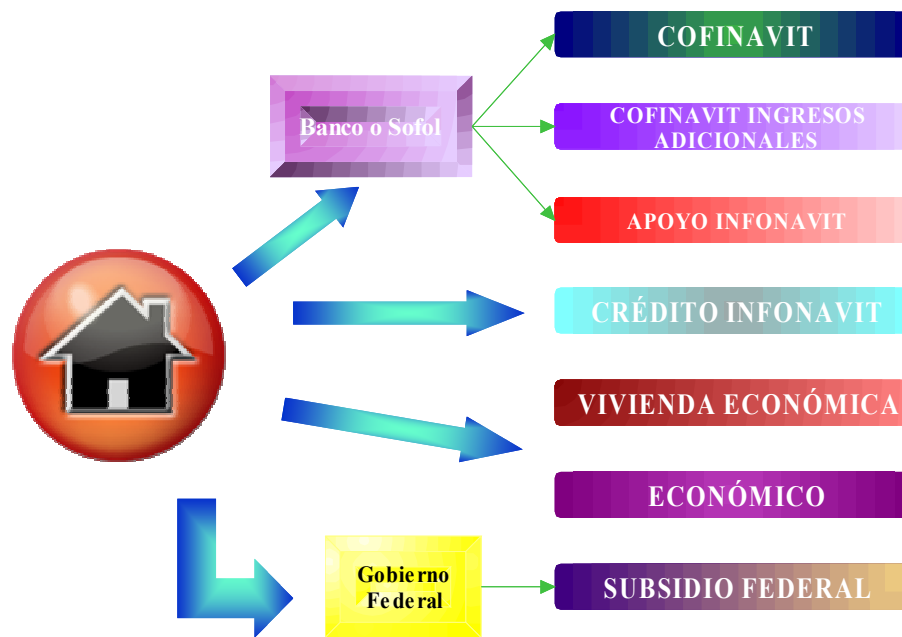 COFINAVIT
Banco o Sofol
COFINAVIT INGRESOS
ADICIONALES
APOYO INFONAVIT
CRÉDITO INFONAVIT
VIVIENDA ECONÓMICA
ECONÓMICO
Gobierno
Federal
SUBSIDIO FEDERAL